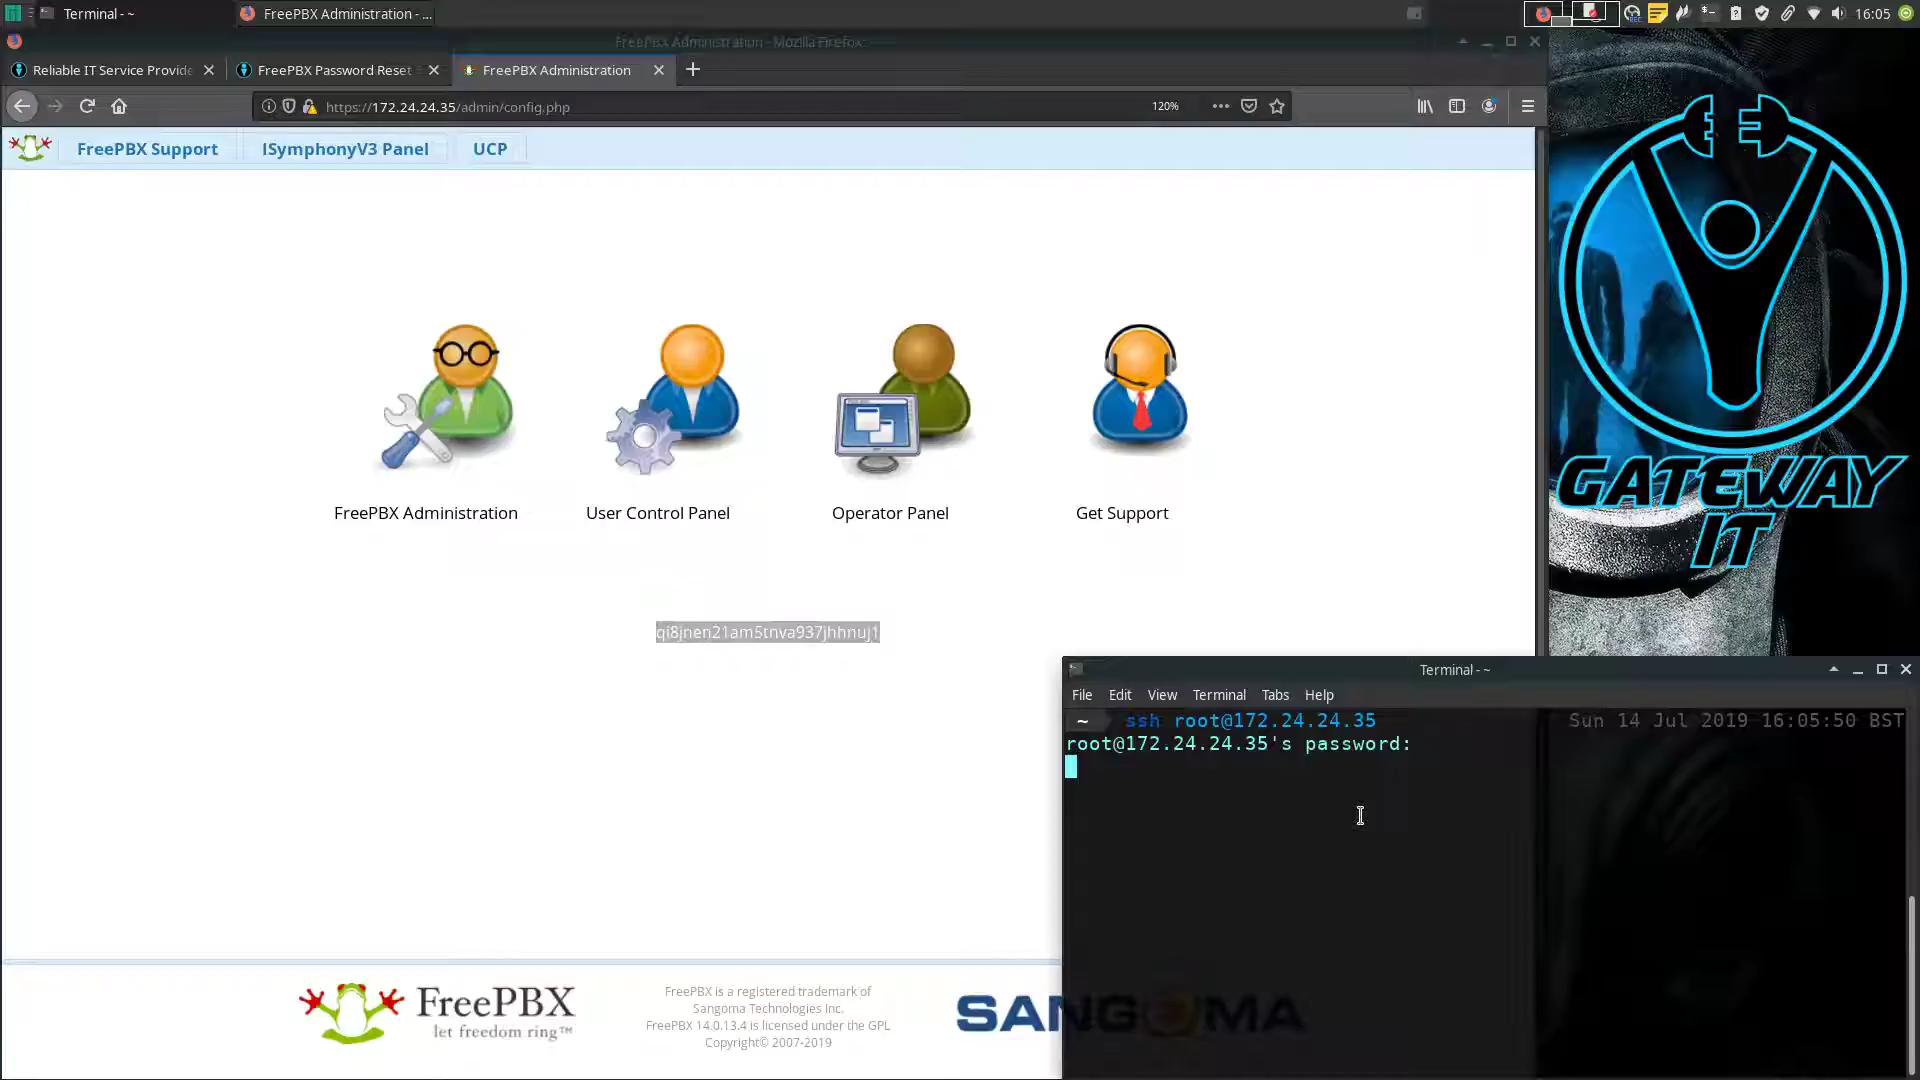 Terminal - ~
FreePBX Administration - ...
16:05
FreePBX Administration - Mozilla Firefox
Reliable IT Service Provide
FreePBX Password Reset
FreePBX Administration
https://172.24.24.35/admin/config.php
120%
FreePBX Support
ISymphonyV3 Panel
UCP
FreePBX Administration
User Control Panel
Operator Panel
Get Support
qi8jnen21am5tnva937jhhnuj1
GATEWAY
IT
Terminal - ~
File Edit View Terminal Tabs Help
~ ssh root@172.24.24.35
Sun 14 Jul 2019 16:05:50 BST
root@172.24.24.35's password:
FreePBX
let freedom ring™
FreePBX is a registered trademark of
Sangoma Technologies Inc.
FreePBX 14.0.13.4 is licensed under the GPL
Copyright© 2007-2019
SANGOMA